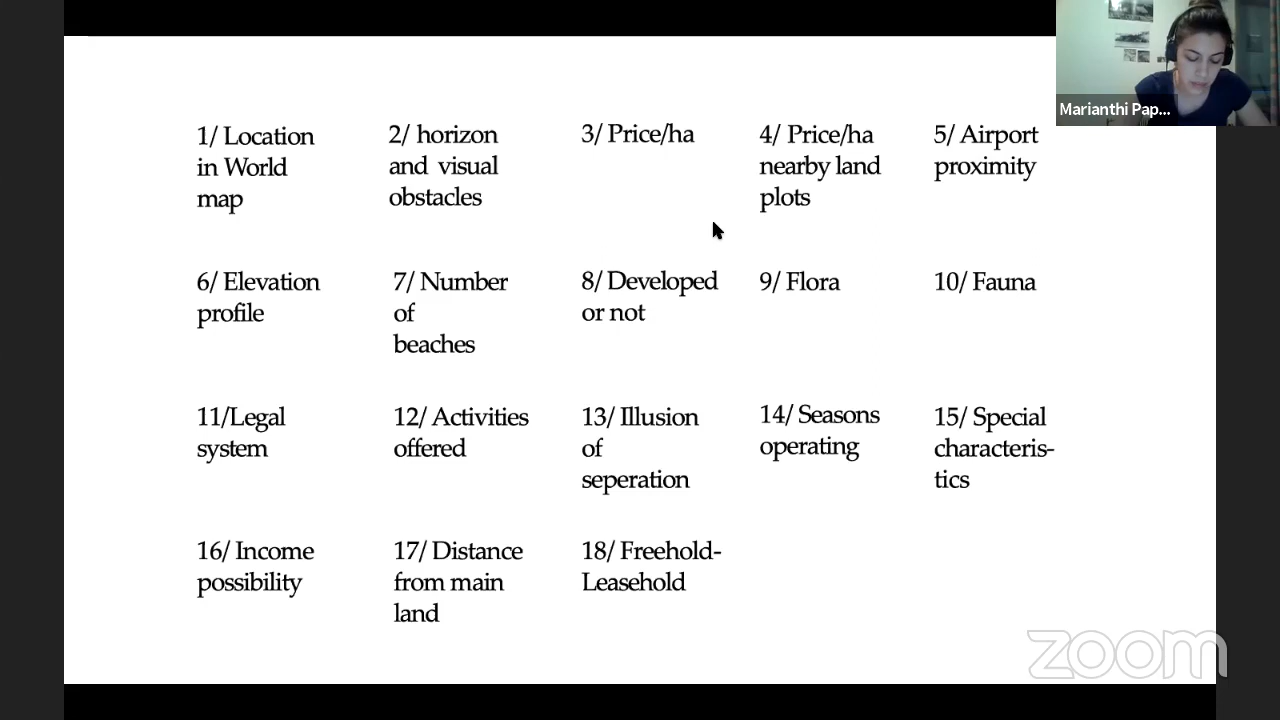 1/ Location
in World
map
2/ horizon
and visual
obstacles
3/ Price/ha
4/ Price/ha
nearby land
plots
5/ Airport
proximity
6/ Elevation
profile
7/ Number
of
beaches
8/ Developed
or not
9/ Flora
10/ Fauna
11/Legal
system
12/ Activities
offered
13/ Illusion
of
seperation
14/ Seasons
operating
15/ Special
characteris-
tics
16/ Income
possibility
17/ Distance
from main
land
18/ Freehold-
Leasehold
Marianthi Pap...
zoom